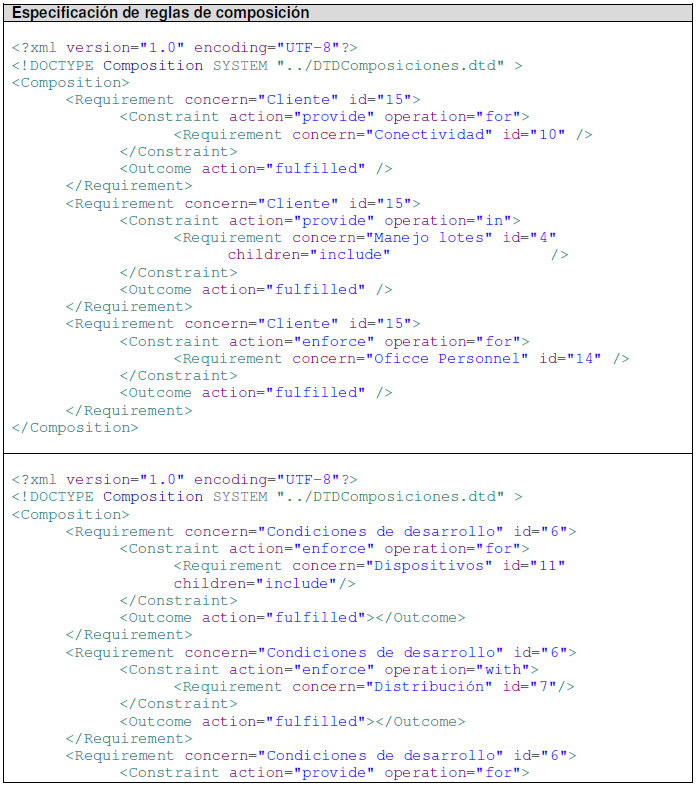 Especificación de reglas de composición
<?xml version="1.0" encoding="UTF-8"?>
<!DOCTYPE Composition SYSTEM "../DTDComposiciones.dtd" >
<Composition>
<Requirement concern="Cliente" id="15">
<Constraint action="provide" operation="for">
<Requirement concern="Conectividad" id="10" />
</Constraint>
<Outcome action="fulfilled" />
</Requirement>
<Requirement concern="Cliente" id="15">
<Constraint action="provide" operation="in">
<Requirement concern="Manejo lotes" id="4"
children="include" />
</Constraint>
<Outcome action="fulfilled" />
</Requirement>
<Requirement concern="Cliente" id="15">
<Constraint action="enforce" operation="for">
<Requirement concern="Oficce Personnel" id="14" />
</Constraint>
<Outcome action="fulfilled" />
</Requirement>
</Composition>
<?xml version="1.0" encoding="UTF-8"?>
<!DOCTYPE Composition SYSTEM "../DTDComposiciones.dtd" >
<Composition>
<Requirement concern="Condiciones de desarrollo" id="6">
<Constraint action="enforce" operation="for">
<Requirement concern="Dispositivos" id="11"
children="include"/>
</Constraint>
<Outcome action="fulfilled"></Outcome>
</Requirement>
<Requirement concern="Condiciones de desarrollo" id="6">
<Constraint action="enforce" operation="with">
<Requirement concern="Distribución" id="7"/>
</Constraint>
<Outcome action="fulfilled"></Outcome>
</Requirement>
<Requirement concern="Condiciones de desarrollo" id="6">
<Constraint action="provide" operation="for">